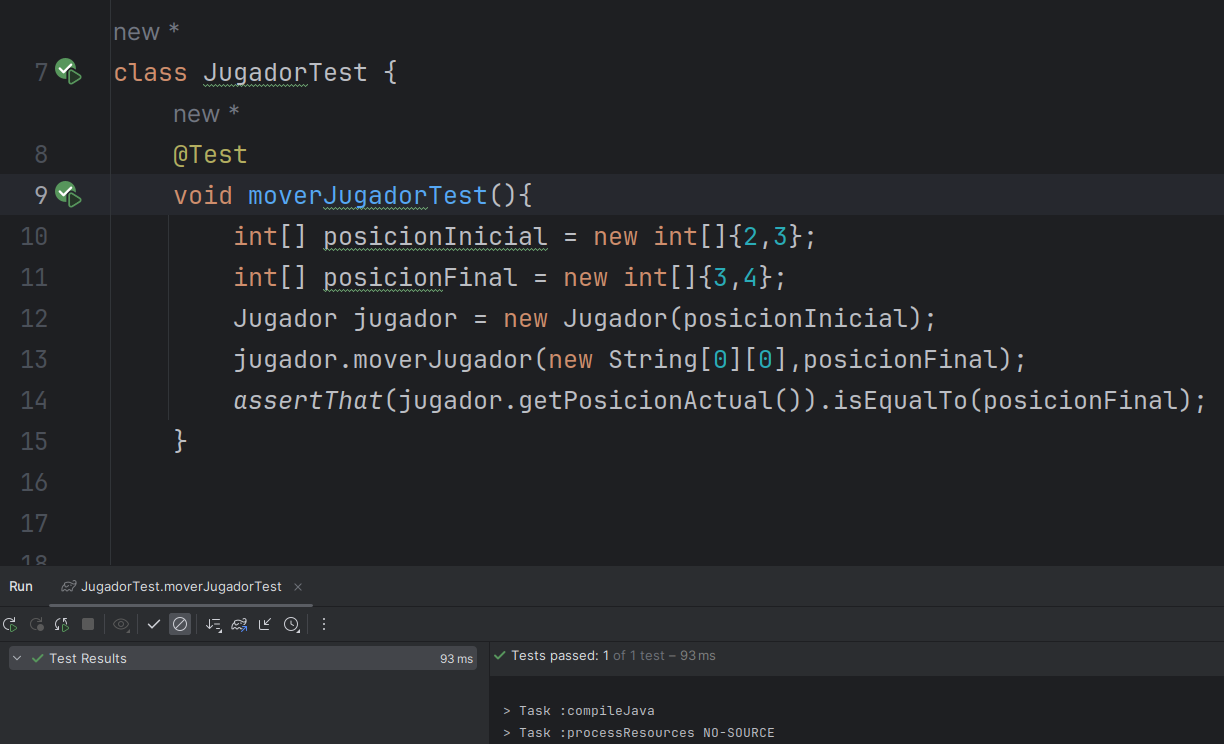 new *
7 class JugadorTest {
new *
8 @Test
9 void moverJugadorTest(){
10 int[] posicionInicial = new int[]{2,3};
11 int[] posicionFinal = new int[]{3,4};
12 Jugador jugador = new Jugador(posicionInicial);
13 jugador.moverJugador(new String[0][0],posicionFinal);
14 assertThat(jugador.getPosicionActual()).isEqualTo(posicionFinal);
15 }
16
17
18
Run JugadorTest.moverJugadorTest ×
Test Results 93 ms
Tests passed: 1 of 1 test – 93 ms
> Task :compileJava
> Task :processResources NO-SOURCE